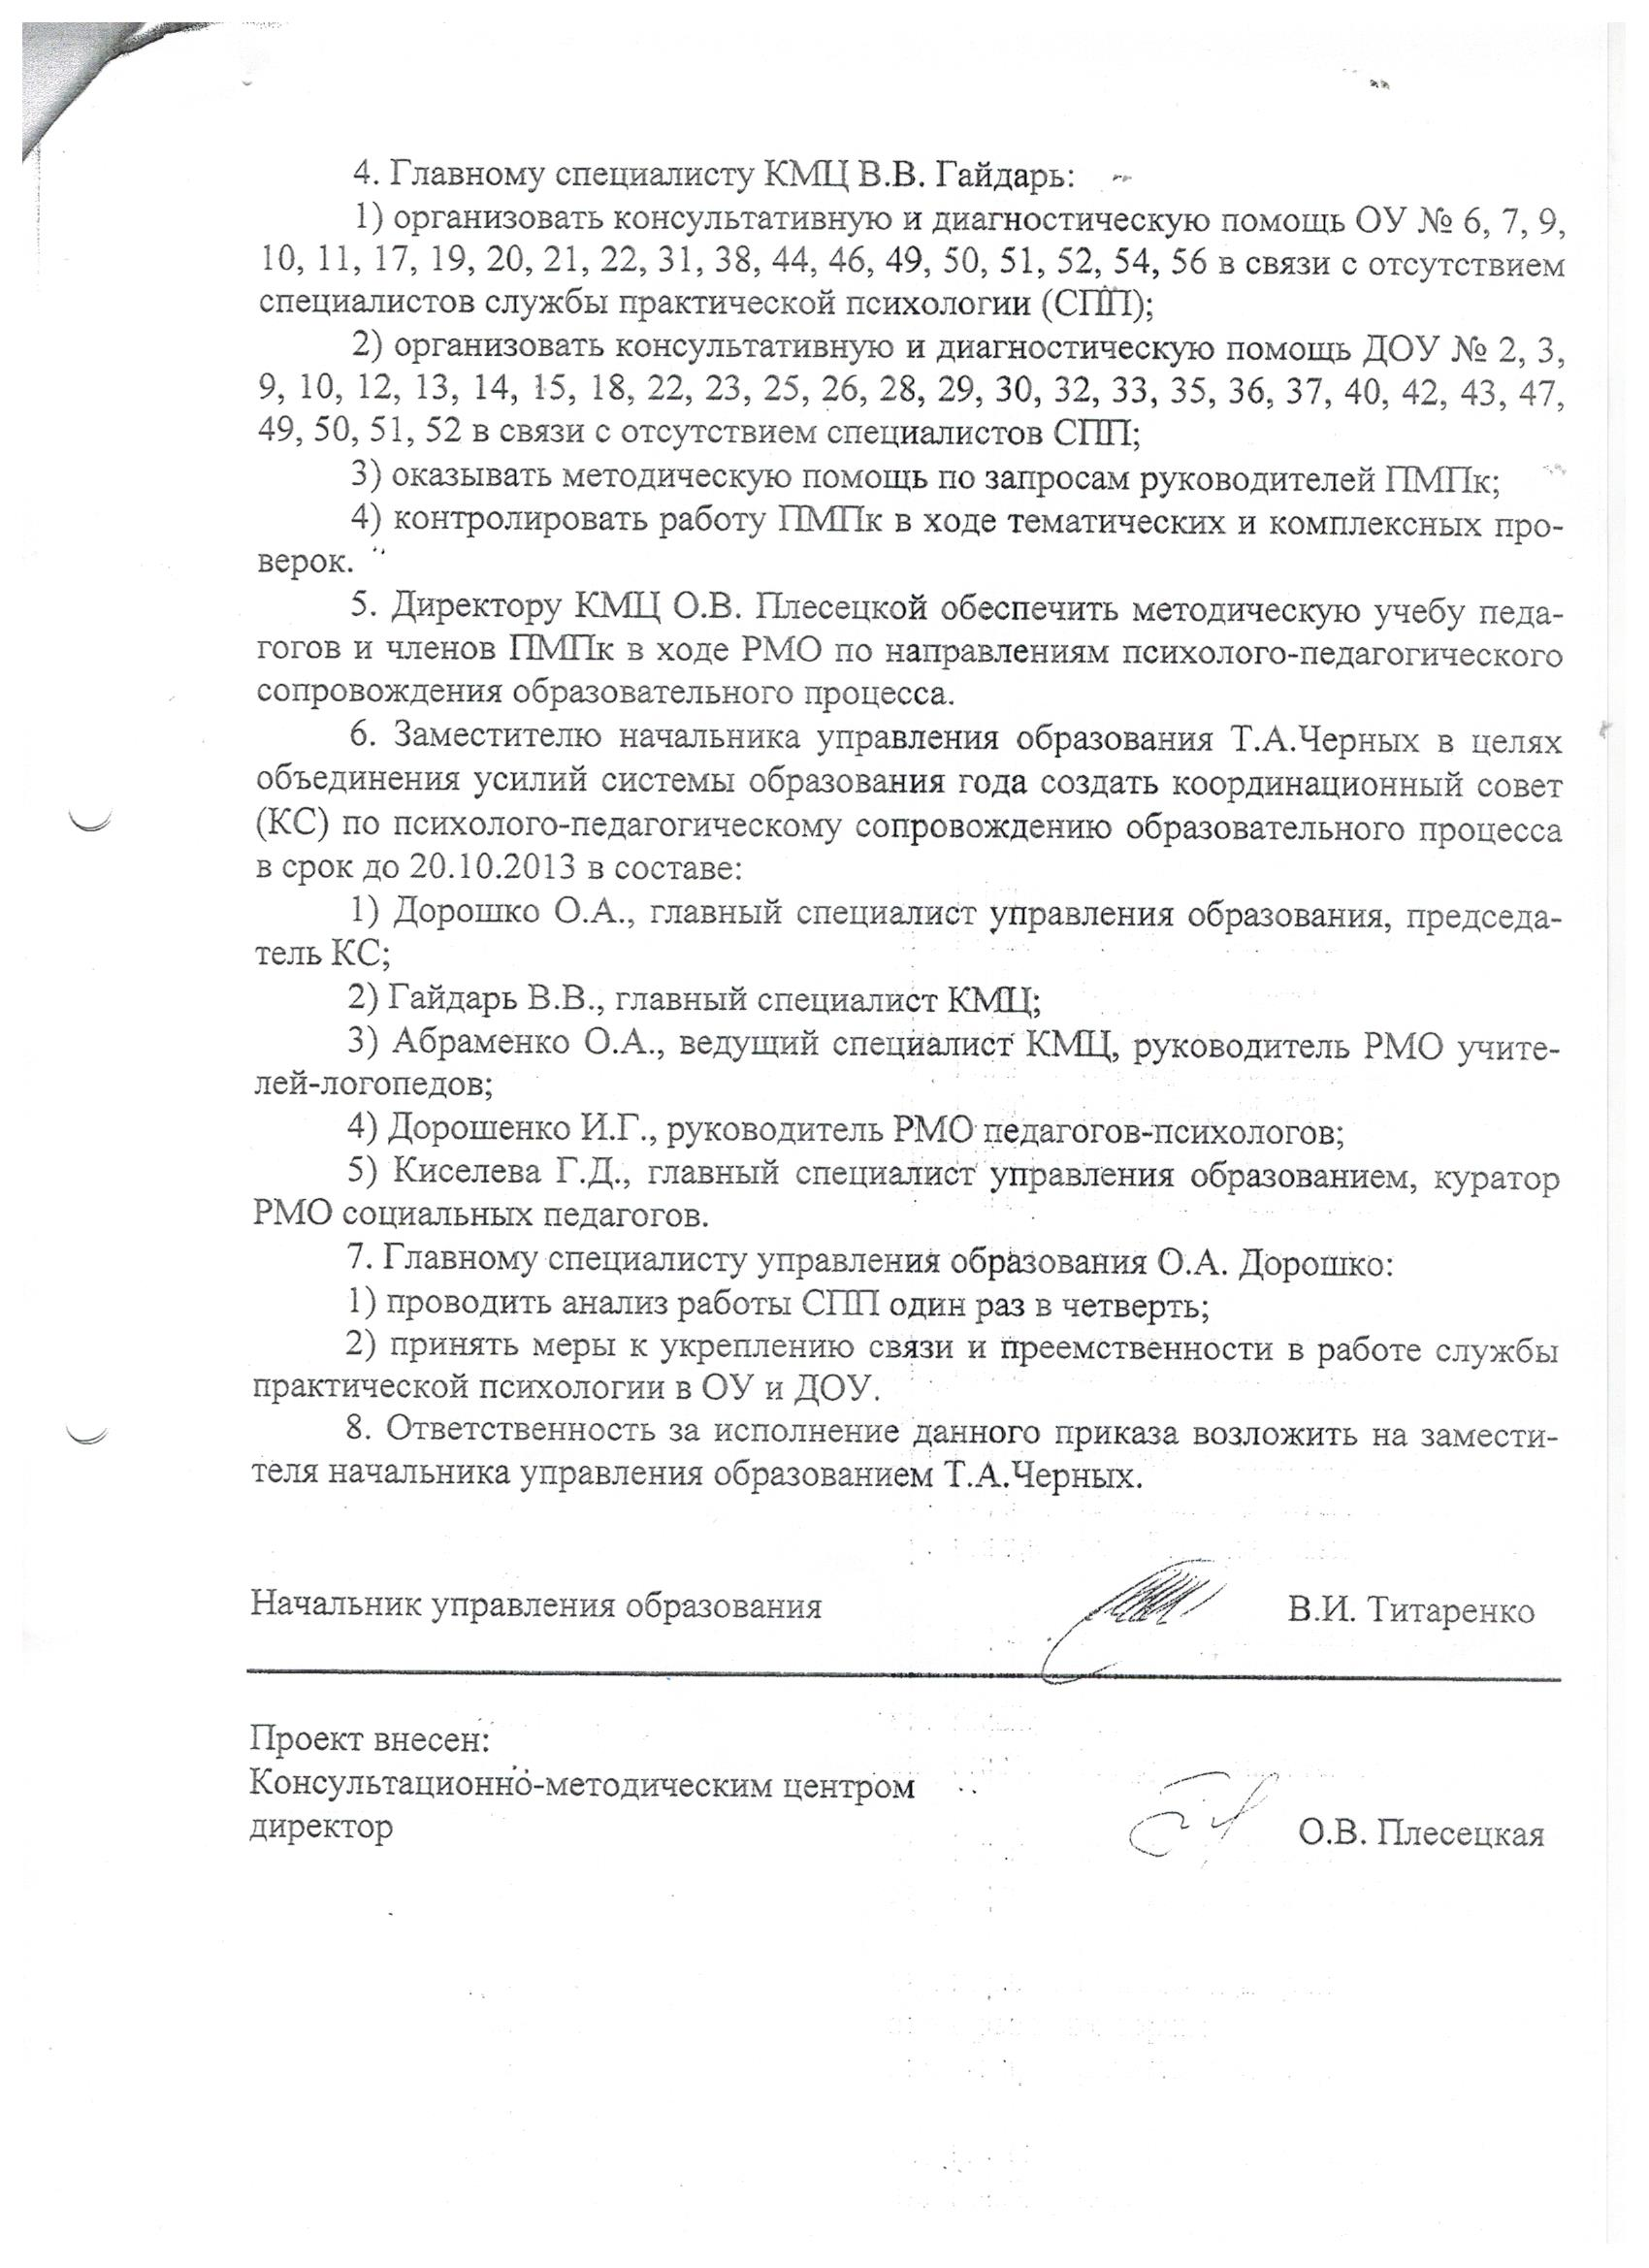 4. Главному специалисту КМЦ В.В. Гайдарь:
1) организовать консультативную и диагностическую помощь ОУ № 6, 7, 9,
10, 11, 17, 19, 20, 21, 22, 31, 38, 44, 46, 49, 50, 51, 52, 54, 56 в связи с отсутствием
специалистов службы практической психологии (СПП);
2) организовать консультативную и диагностическую помощь ДОУ № 2, 3,
9, 10, 12, 13, 14, 15, 18, 22, 23, 25, 26, 28, 29, 30, 32, 33, 35, 36, 37, 40, 42, 43, 47,
49, 50, 51, 52 в связи с отсутствием специалистов СПП;
3) оказывать методическую помощь по запросам руководителей ПМПк;
4) контролировать работу ПМПк в ходе тематических и комплексных про-
верок.
5. Директору КМЦ О.В. Плесецкой обеспечить методическую учебу педа-
гогов и членов ПМПк в ходе РМО по направлениям психолого-педагогического
сопровождения образовательного процесса.
6. Заместителю начальника управления образования Т.А.Черных в целях
объединения усилий системы образования года создать координационный совет
(КС) по психолого-педагогическому сопровождению образовательного процесса
в срок до 20.10.2013 в составе:
1) Дорошко О.А., главный специалист управления образования, председа-
тель КС;
2) Гайдарь В.В., главный специалист КМЦ;
3) Абраменко О.А., ведущий специалист КМЦ, руководитель РМО учите-
лей-логопедов;
4) Дорошенко И.Г., руководитель РМО педагогов-психологов;
5) Киселева Г.Д., главный специалист управления образованием, куратор
РМО социальных педагогов.
7. Главному специалисту управления образования О.А. Дорошко:
1) проводить анализ работы СПП один раз в четверть;
2) принять меры к укреплению связи и преемственности в работе службы
практической психологии в ОУ и ДОУ.
8. Ответственность за исполнение данного приказа возложить на замести-
теля начальника управления образованием Т.А.Черных.
Начальник управления образования В.И. Титаренко
Проект внесен:
Консультационно-методическим центром
директор О.В. Плесецкая